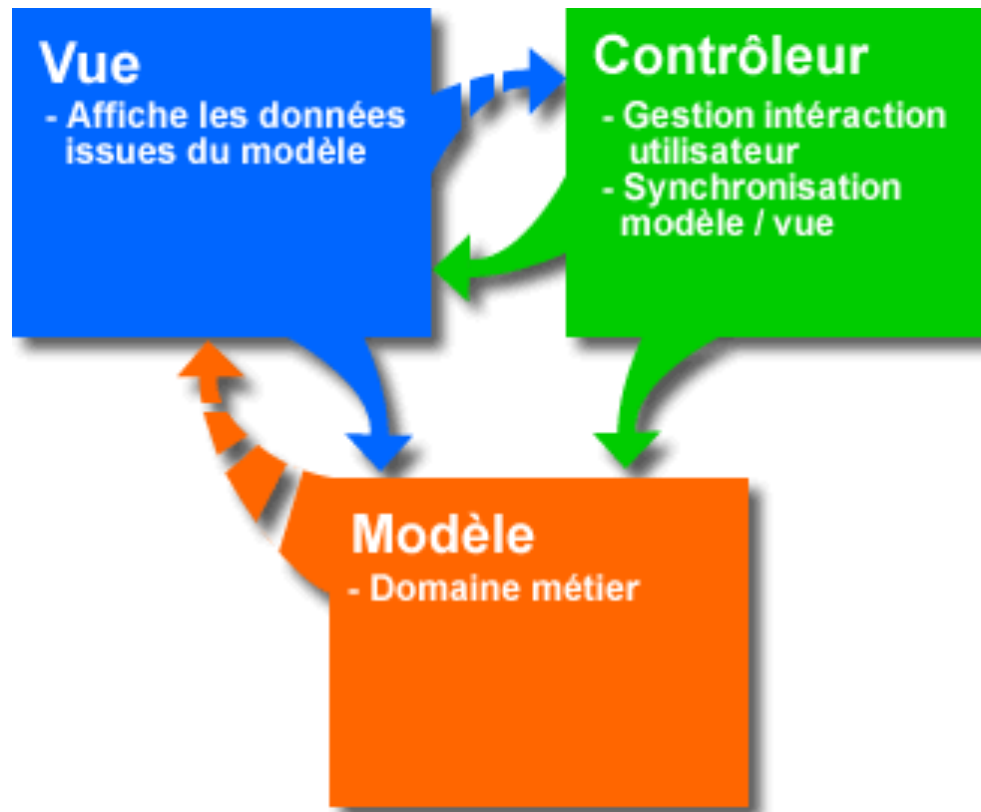 Vue
- Affiche les données
issues du modèle
Contrôleur
- Gestion intéraction
utilisateur
- Synchronisation
modèle / vue
Modèle
- Domaine métier